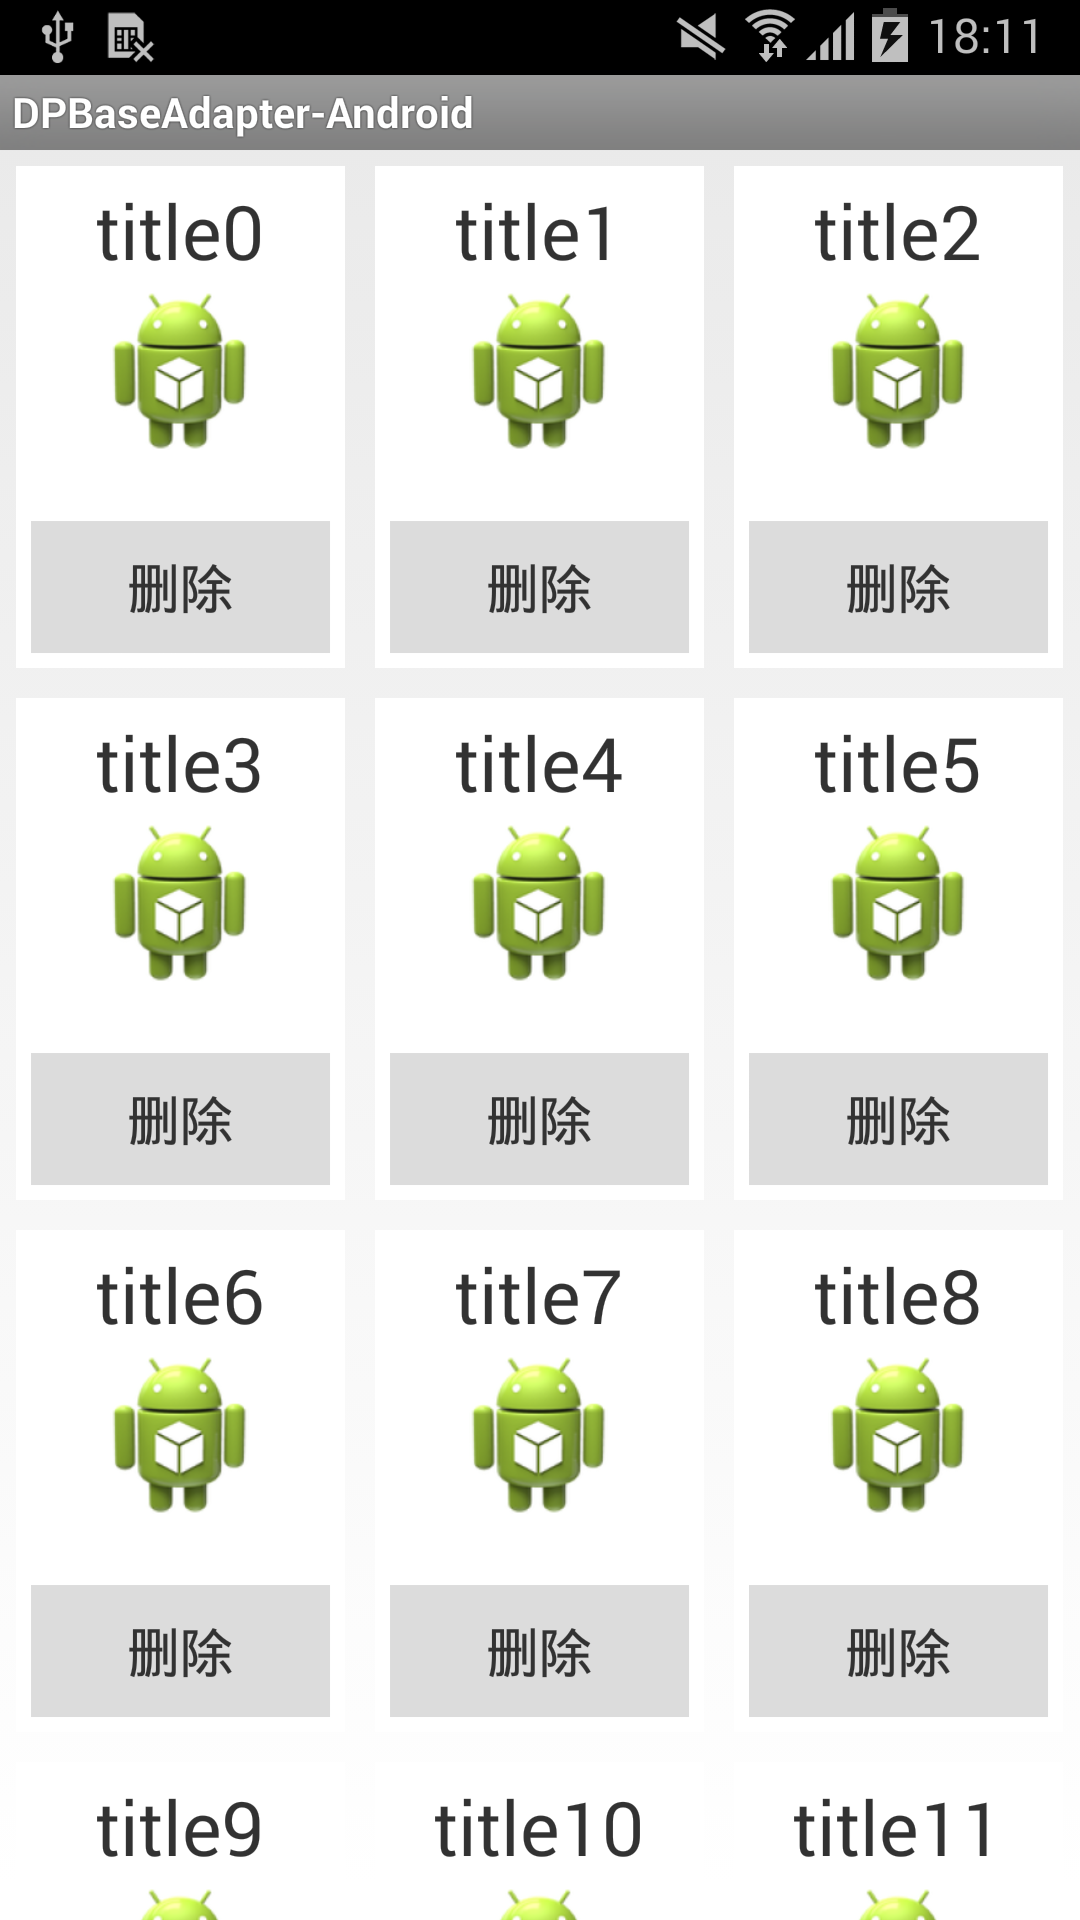 18:11
DPBaseAdapter-Android
title0 title1 title2
删除 删除 删除
title3 title4 title5
删除 删除 删除
title6 title7 title8
删除 删除 删除
title9 title10 title11